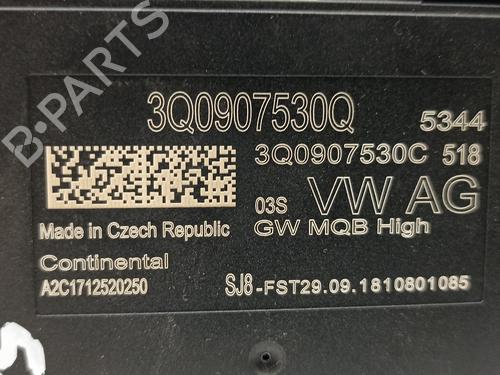 B-PARTS
3Q0907530Q 5344
3Q0907530C 518
03S VW AG
Made in Czech Republic GW MQB High
Continental
A2C1712520250 SJ8-FST29.09.1810801085